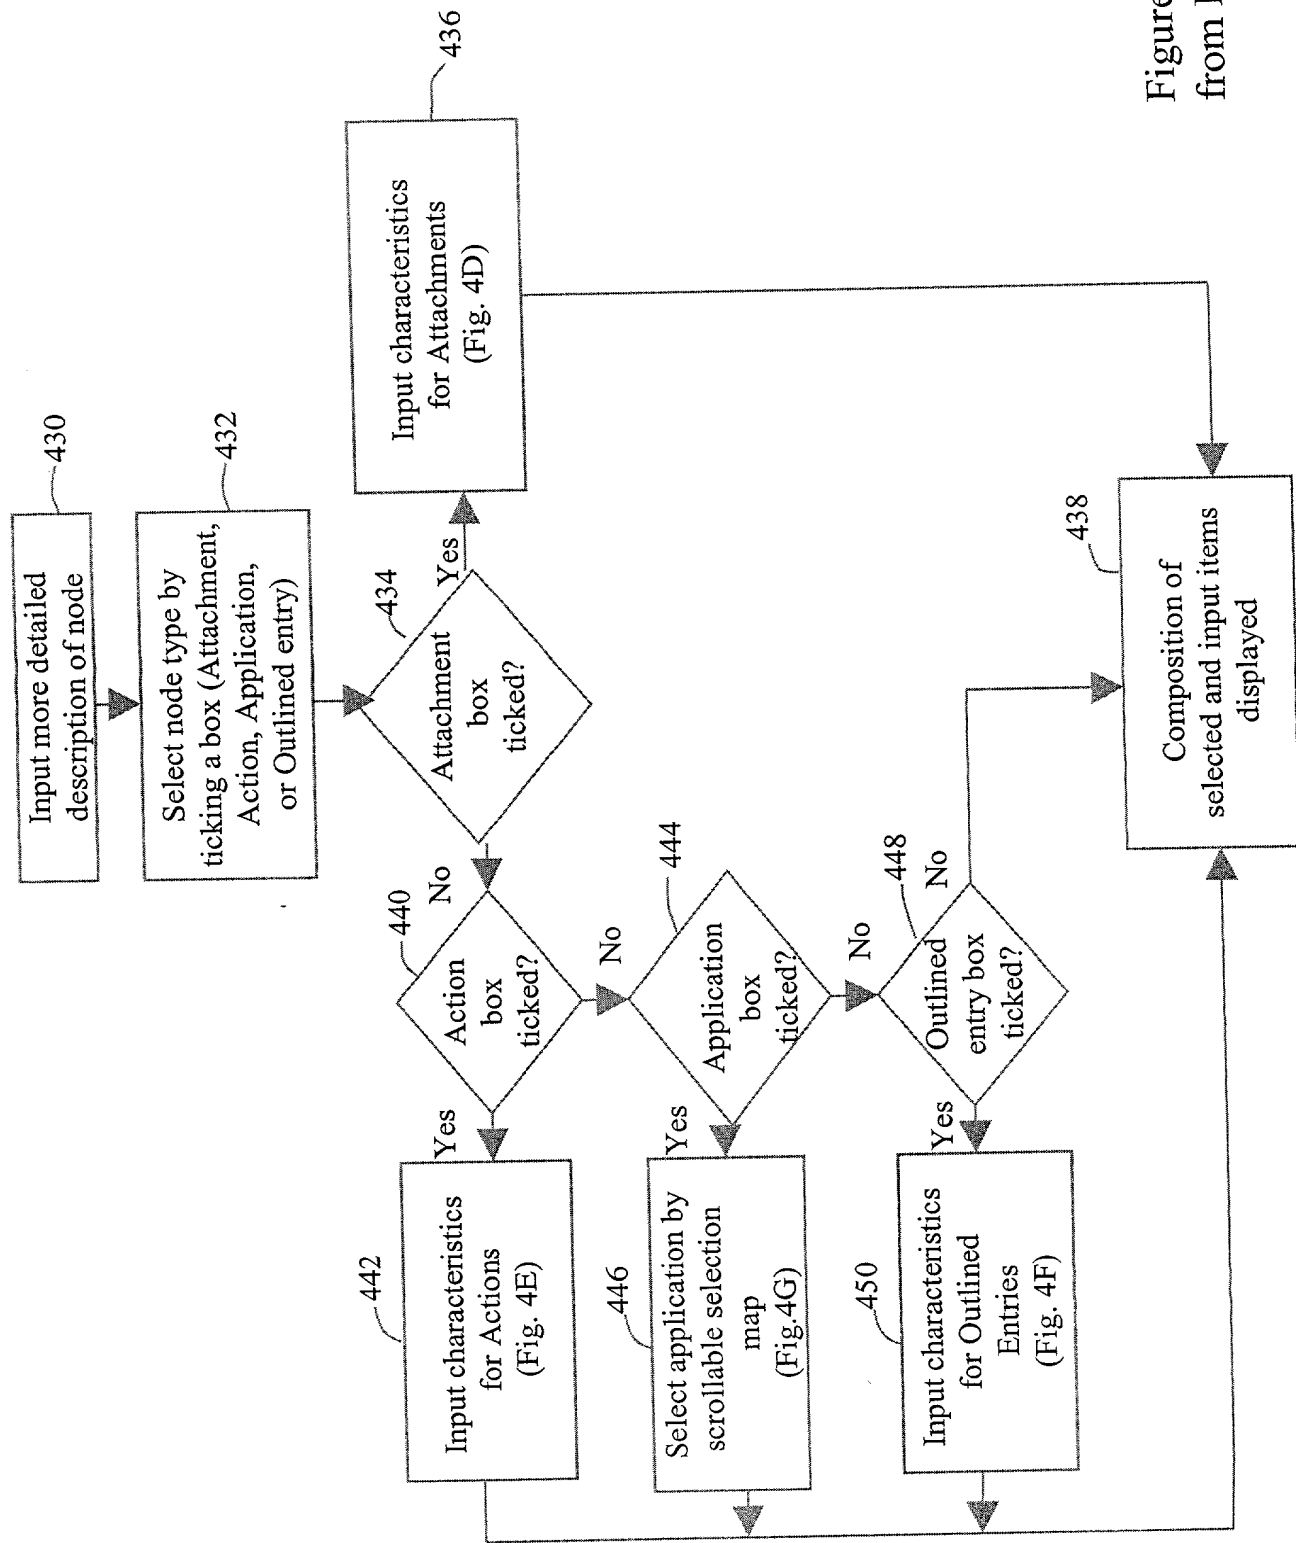 430
Input more detailed
description of node
432
Select node type by
ticking a box (Attachment,
Action, Application,
or Outlined entry)
434
Attachment
box
ticked?
Yes
436
Input characteristics
for Attachments
(Fig. 4D)
No
440
Action
box
ticked?
Yes
442
Input characteristics
for Actions
(Fig. 4E)
No
444
Application
box
ticked?
Yes
446
Select application by
scrollable selection
map
(Fig.4G)
No
448
Outlined
entry box
ticked?
Yes
450
Input characteristics
for Outlined
Entries
(Fig. 4F)
No
438
Composition of
selected and input items
displayed
Figure
from